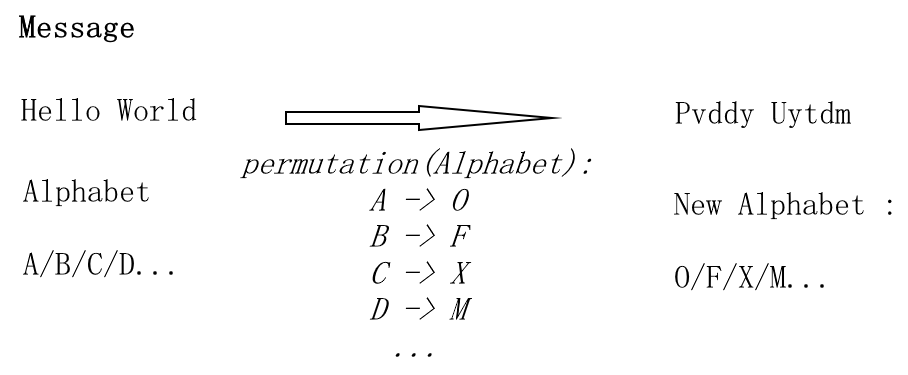 Message
Hello World
Pvddy Uytdm
permutation(Alphabet):
Alphabet
A -> O
New Alphabet :
B -> F
A/B/C/D...
C -> X
O/F/X/M...
D -> M
...